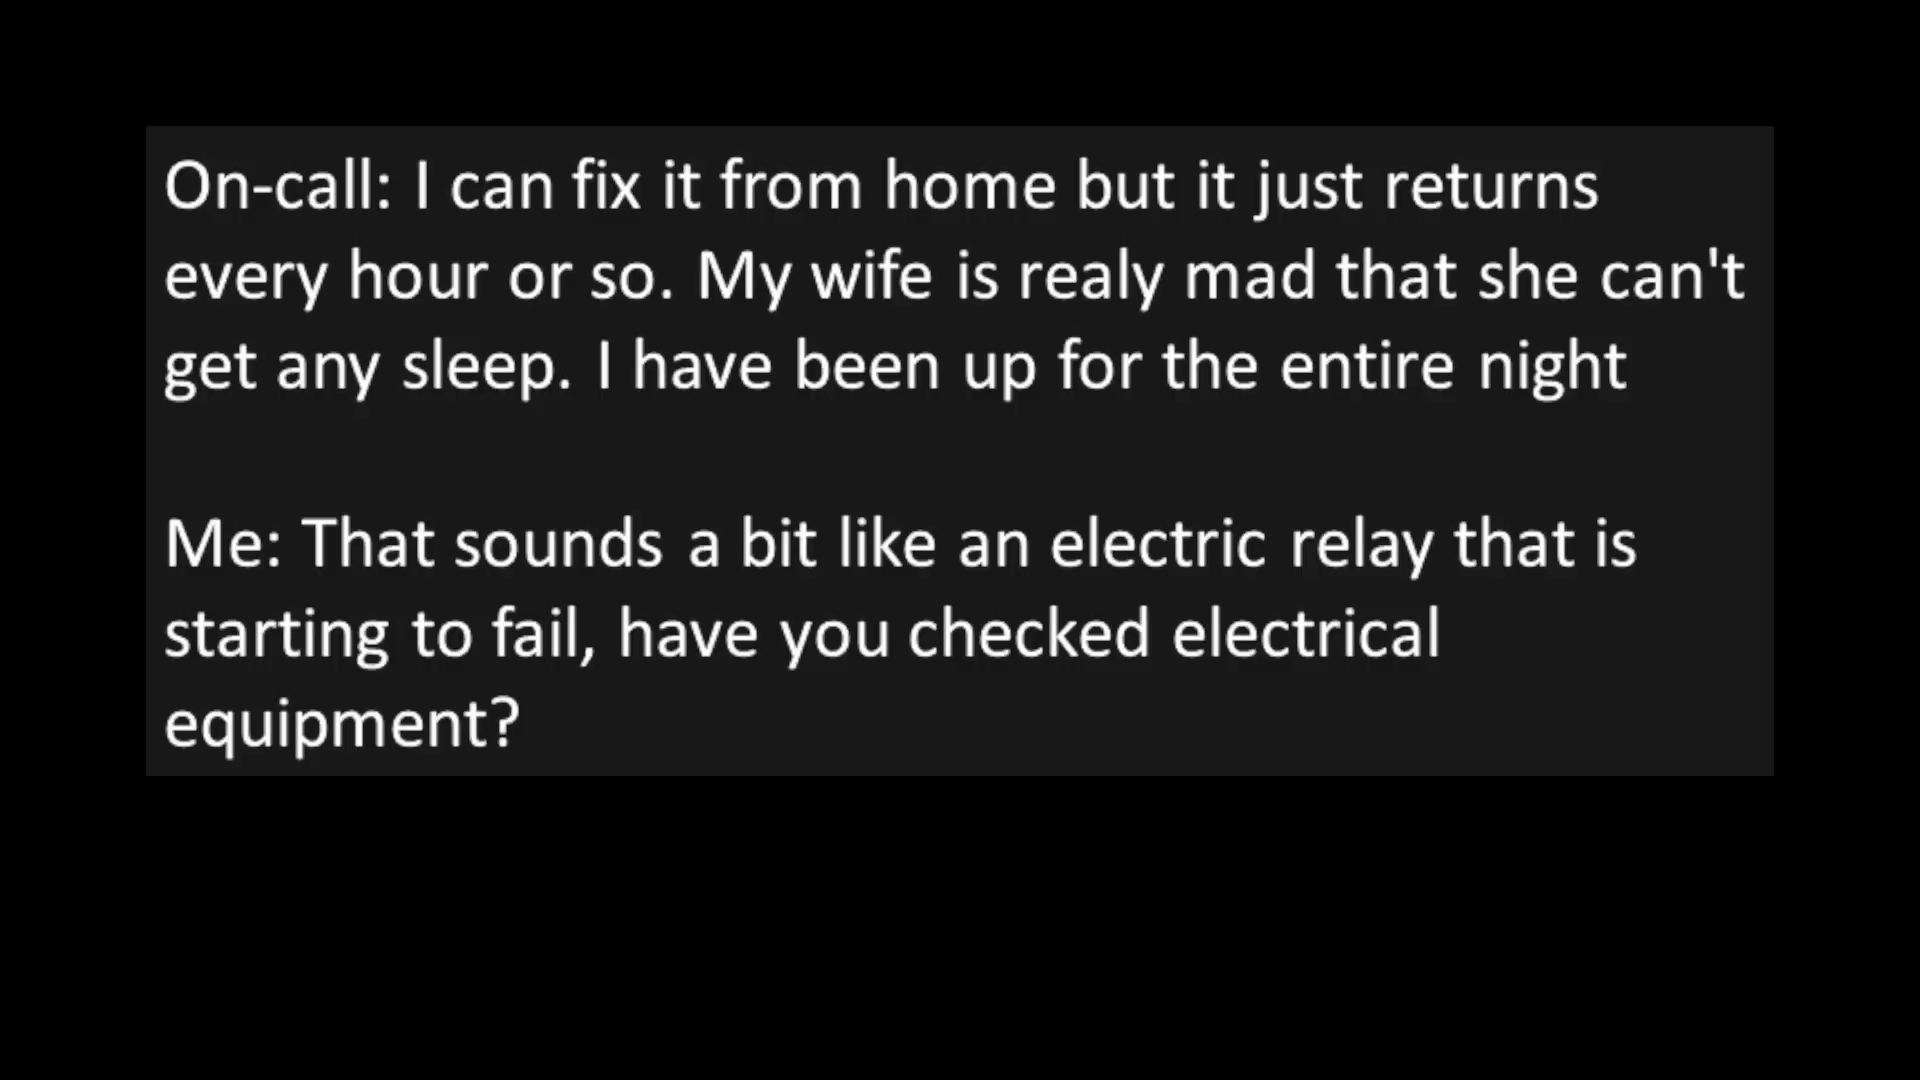 On-call: I can fix it from home but it just returns
every hour or so. My wife is realy mad that she can't
get any sleep. I have been up for the entire night
Me: That sounds a bit like an electric relay that is
starting to fail, have you checked electrical
equipment?